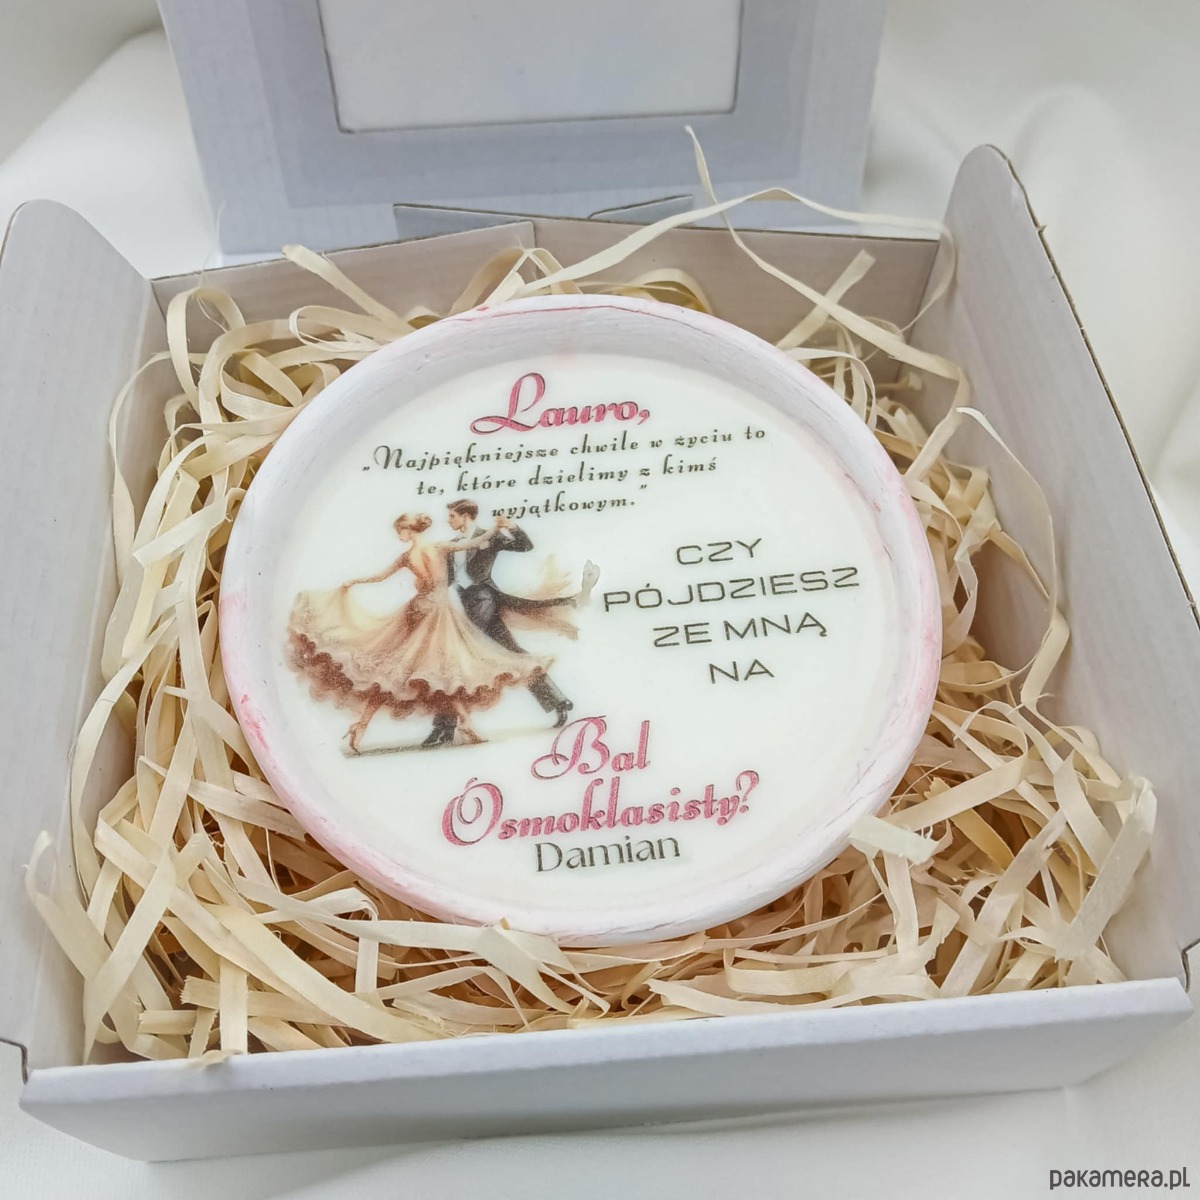 Lauro,
„Najpiękniejsze chwile w życiu to
te, które dzielimy z kimś
wyjątkowym."
CZY
PÓJDZIESZ
ZE MNĄ
NA
Bal
Ósmoklasisty?
Damian
pakamera.pl